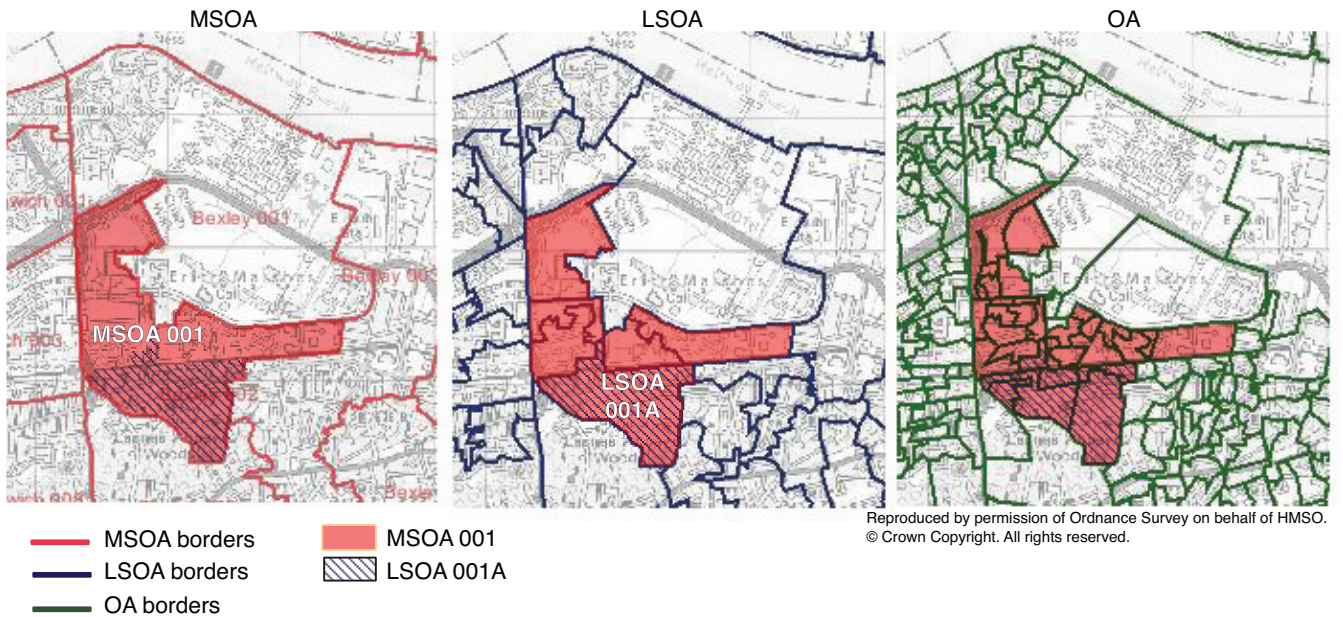 MSOA
LSOA
OA
Ness
Bexley 001
MSOA 001
LSOA
001A
Reproduced by permission of Ordnance Survey on behalf of HMSO.
© Crown Copyright. All rights reserved.
MSOA borders
MSOA 001
LSOA borders
LSOA 001A
OA borders